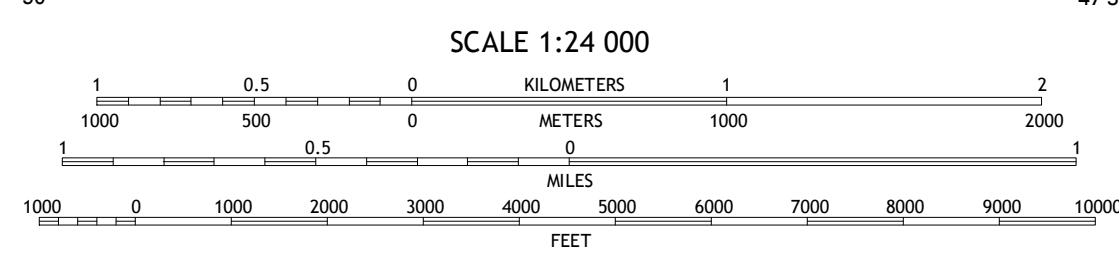 SCALE 1:24 000
1 0.5 0 KILOMETERS 1 2
1000 500 0 METERS 1000 2000
1 0.5 0 1
MILES
1000 0 1000 2000 3000 4000 5000 6000 7000 8000 9000 10000
FEET